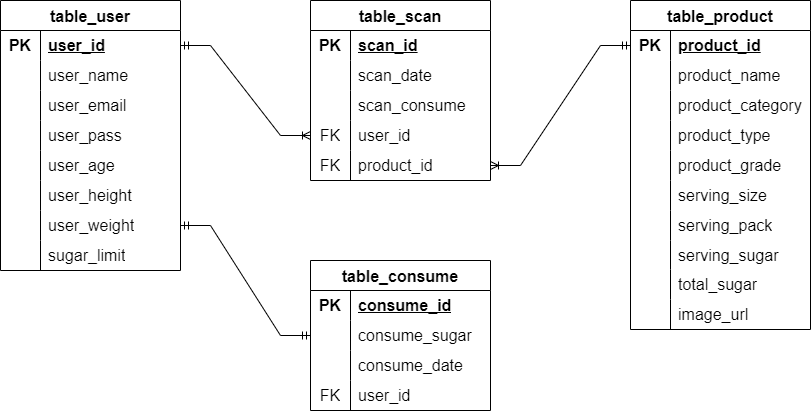 table_user
PK user_id
user_name
user_email
user_pass
user_age
user_height
user_weight
sugar_limit
table_scan
PK scan_id
scan_date
scan_consume
FK user_id
FK product_id
table_product
PK product_id
product_name
product_category
product_type
product_grade
serving_size
serving_pack
serving_sugar
total_sugar
image_url
table_consume
PK consume_id
consume_sugar
consume_date
FK user_id